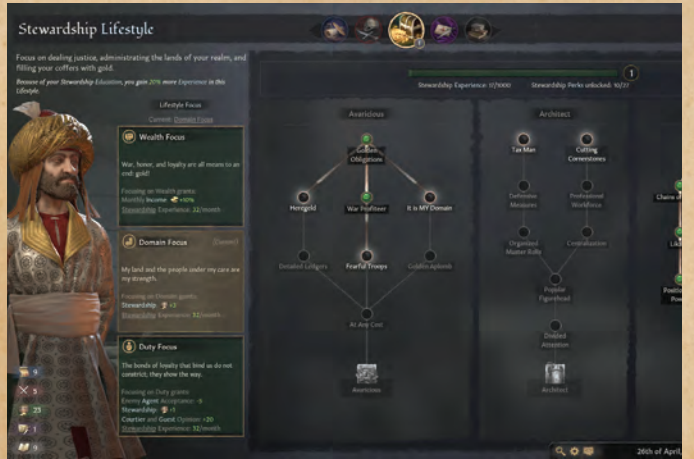 Stewardship Lifestyle
Focus on dealing justice, administrating the lands of your realm, and
filling your coffers with gold.
Because of your Stewardship Education, you gain 20% more Experience in this
Lifestyle.
Lifestyle Focus
Current: Domain Focus
Wealth Focus
War, honor, and loyalty are all means to an
end: gold!
Focusing on Wealth grants:
Monthly Income: +10%
Stewardship Experience: 32/month
Domain Focus
(Current)
My land and the people under my care are
my strength.
Focusing on Domain grants:
Stewardship: +3
Stewardship Experience: 32/month
Duty Focus
The bonds of loyalty that bind us do not
constrict, they show the way.
Focusing on Duty grants:
Enemy Agent Acceptance: -5
Stewardship: +1
Courtier and Guest Opinion: +20
Stewardship Experience: 32/month
9
5
23
1
9
1
Stewardship Perks unlocked: 10/27
Avaricious
Golden
Obligations
Heregeld
War Profiteer
It is MY Domain
Detailed Ledgers
Fearful Troops
Golden Aplomb
At Any Cost
Avaricious
Architect
Tax Man
Cutting
Cornerstones
Defensive
Measures
Professional
Workforce
Organized
Muster Rolls
Centralization
Popular
Figurehead
Divided
Attention
Architect
Chains o
Lik
Positio
Pow
26th of April,